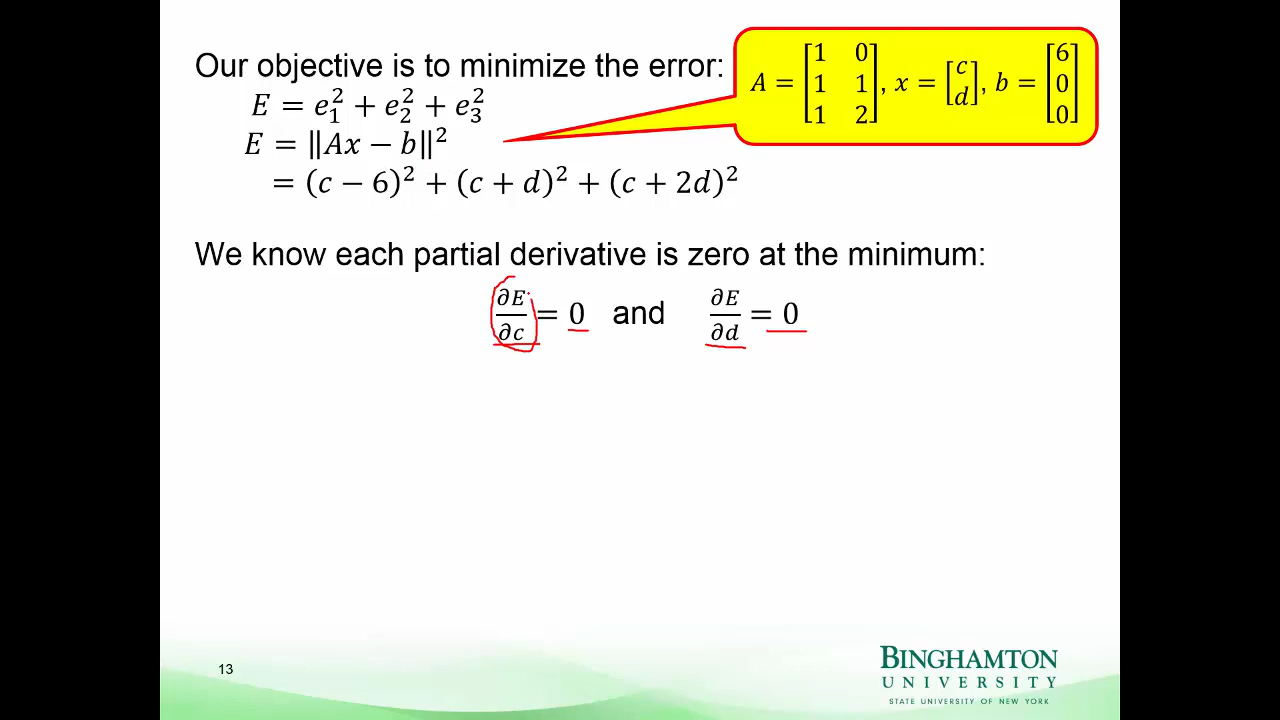 Our objective is to minimize the error:
E = e₁² + e₂² + e₃²
E = ‖Ax − b‖²
= (c − 6)² + (c + d)² + (c + 2d)²
A = [1 0; 1 1; 1 2], x = [c; d], b = [6; 0; 0]
We know each partial derivative is zero at the minimum:
∂E/∂c = 0 and ∂E/∂d = 0
13
BINGHAMTON
UNIVERSITY
STATE UNIVERSITY OF NEW YORK